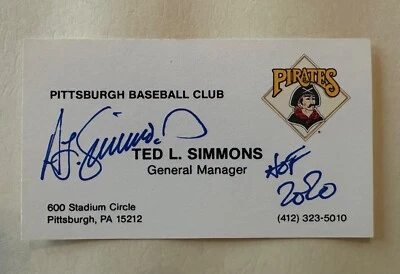 PIRATES
PITTSBURGH BASEBALL CLUB
T. Simmons
TED L. SIMMONS
General Manager
HOF
2020
600 Stadium Circle
Pittsburgh, PA 15212
(412) 323-5010